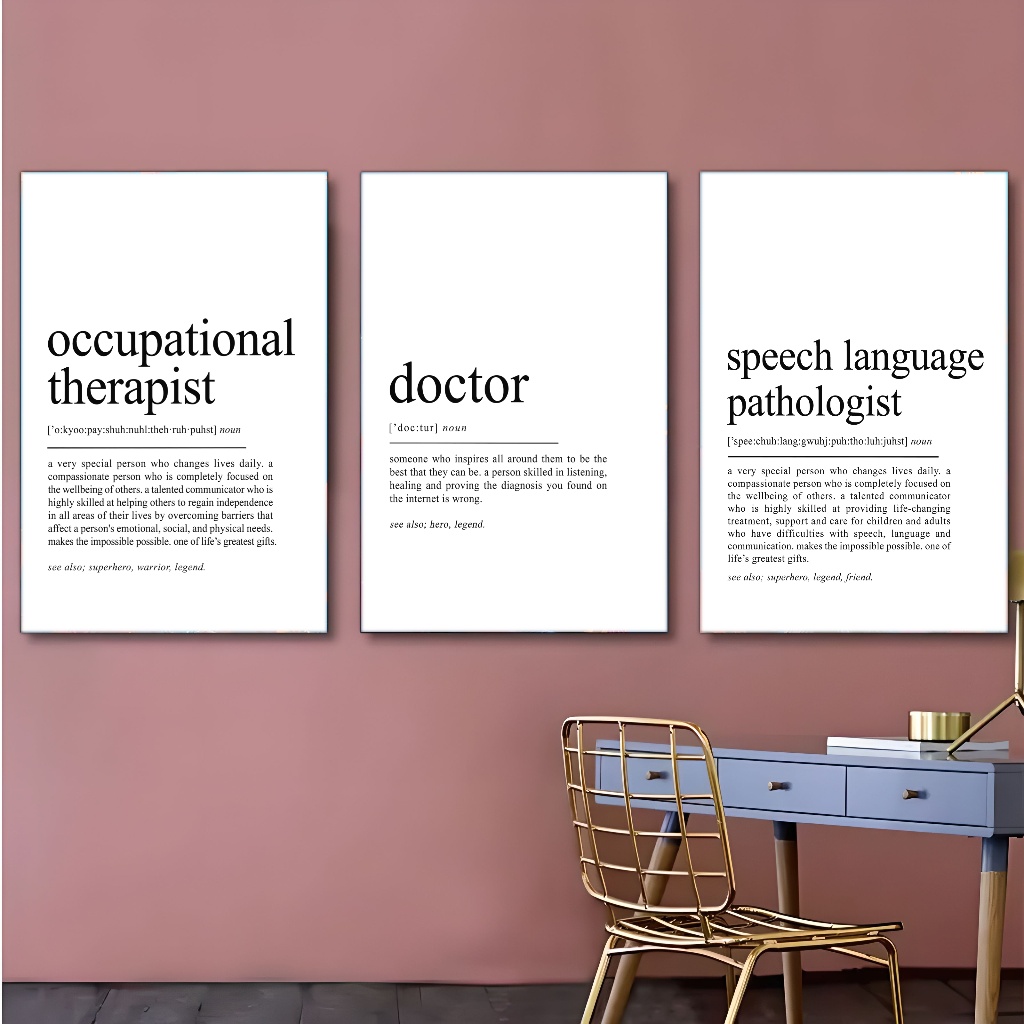 occupational
therapist
['o:kyoo:pay:shuh:nuhl:theh·ruh·puhst] noun
a very special person who changes lives daily. a
compassionate person who is completely focused on
the wellbeing of others. a talented communicator who is
highly skilled at helping others to regain independence
in all areas of their lives by overcoming barriers that
affect a person's emotional, social, and physical needs.
makes the impossible possible. one of life's greatest gifts.
see also; superhero, warrior, legend.
doctor
['doc:tur] noun
someone who inspires all around them to be the
best that they can be. a person skilled in listening,
healing and proving the diagnosis you found on
the internet is wrong.
see also; hero, legend.
speech language
pathologist
['spee:chuh:lang:gwuhj:puh:tho:luh:juhst] noun
a very special person who changes lives daily. a
compassionate person who is completely focused on
the wellbeing of others. a talented communicator
who is highly skilled at providing life-changing
treatment, support and care for children and adults
who have difficulties with speech, language and
communication. makes the impossible possible. one of
life's greatest gifts.
see also; superhero, legend, friend.